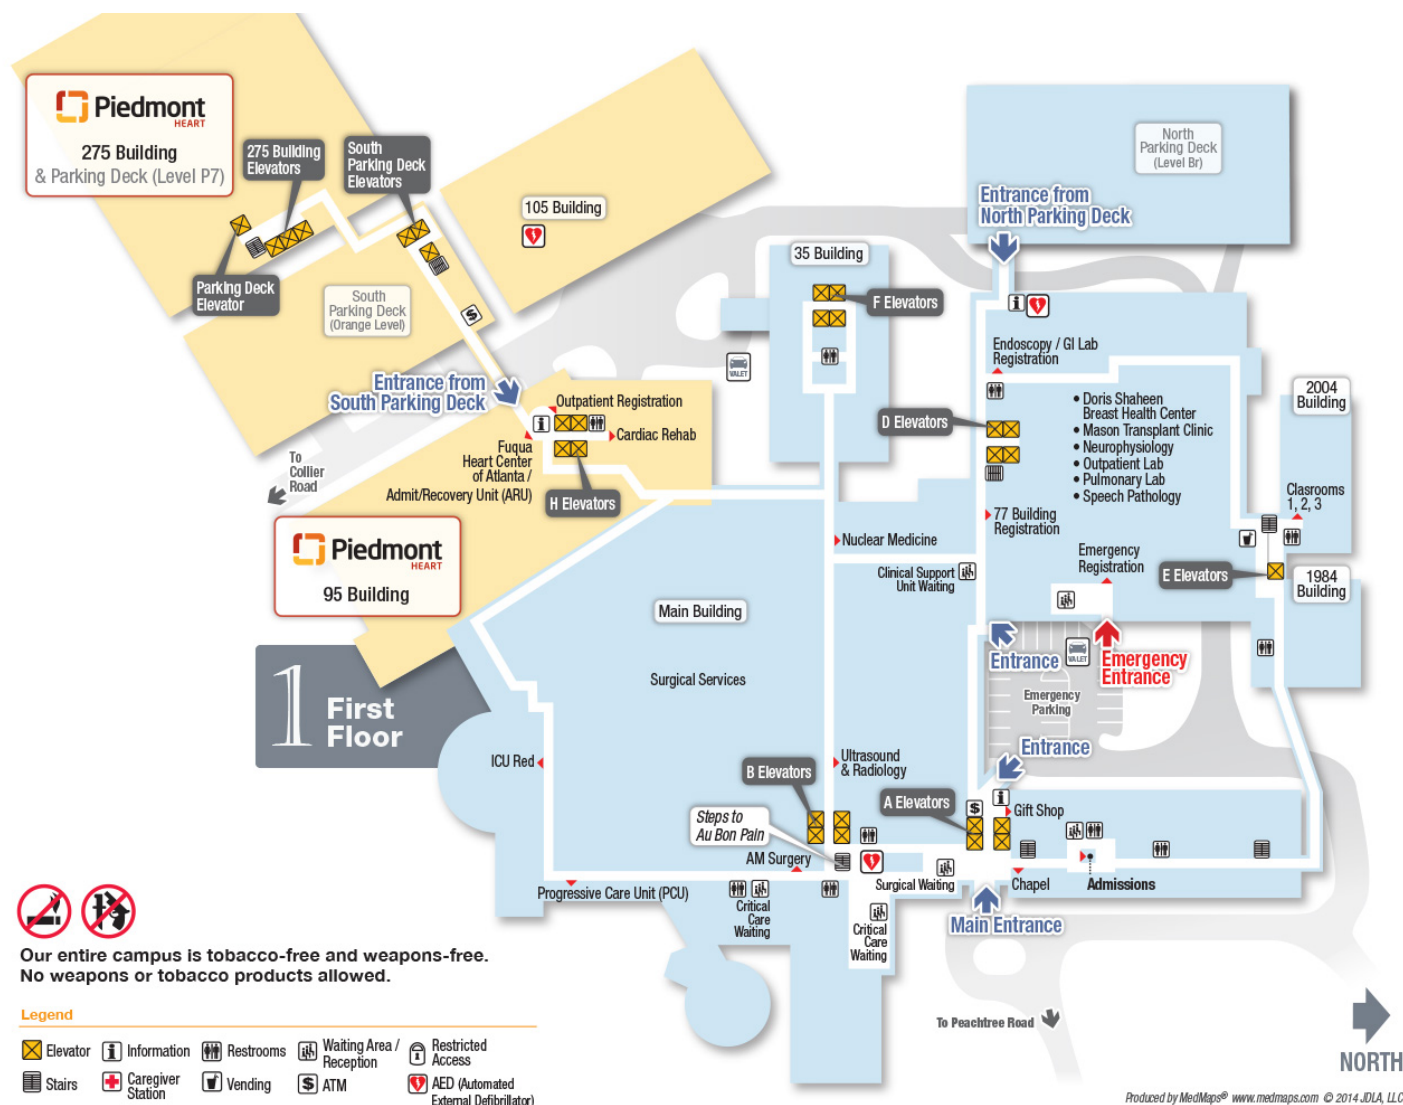 Piedmont
HEART
275 Building
& Parking Deck (Level P7)
275 Building
Elevators
South
Parking Deck
Elevators
105 Building
Parking Deck
Elevator
South
Parking Deck
(Orange Level)
North
Parking Deck
(Level Br)
Entrance from
North Parking Deck
35 Building
F Elevators
VALET
Endoscopy / GI Lab
Registration
Entrance from
South Parking Deck
Outpatient Registration
Cardiac Rehab
Fuqua
Heart Center
of Atlanta /
Admit/Recovery Unit (ARU)
H Elevators
To
Collier
Road
D Elevators
• Doris Shaheen
Breast Health Center
• Mason Transplant Clinic
• Neurophysiology
• Outpatient Lab
• Pulmonary Lab
• Speech Pathology
2004
Building
Clasrooms
1, 2, 3
77 Building
Registration
Piedmont
HEART
95 Building
Nuclear Medicine
Clinical Support
Unit Waiting
Emergency
Registration
E Elevators
1984
Building
Main Building
Surgical Services
Entrance
VALET
Emergency
Entrance
Emergency
Parking
Entrance
1 First
Floor
ICU Red
Ultrasound
& Radiology
B Elevators
A Elevators
Gift Shop
Steps to
Au Bon Pain
AM Surgery
Surgical Waiting
Chapel
Admissions
Progressive Care Unit (PCU)
Critical
Care
Waiting
Critical
Care
Waiting
Main Entrance
Our entire campus is tobacco-free and weapons-free.
No weapons or tobacco products allowed.
To Peachtree Road
NORTH
Legend
Elevator
Information
Restrooms
Waiting Area /
Reception
Restricted
Access
Stairs
Caregiver
Station
Vending
$ ATM
AED (Automated
External Defibrillator)
Produced by MedMaps® www.medmaps.com © 2014 JDLA, LLC